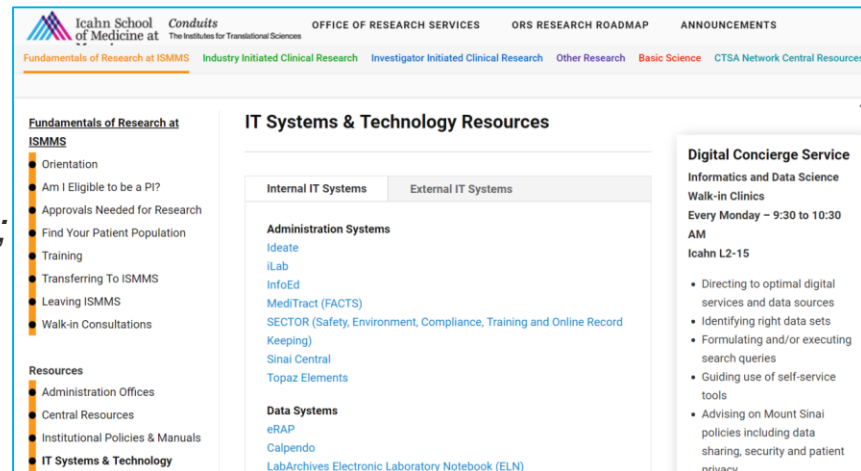 Icahn School
of Medicine at
Conduits
The Institutes for Translational Sciences
OFFICE OF RESEARCH SERVICES
ORS RESEARCH ROADMAP
ANNOUNCEMENTS
Fundamentals of Research at ISMMS
Industry Initiated Clinical Research
Investigator Initiated Clinical Research
Other Research
Basic Science
CTSA Network Central Resources
Fundamentals of Research at
ISMMS
Orientation
Am I Eligible to be a PI?
Approvals Needed for Research
Find Your Patient Population
Training
Transferring To ISMMS
Leaving ISMMS
Walk-in Consultations
Resources
Administration Offices
Central Resources
Institutional Policies & Manuals
IT Systems & Technology
IT Systems & Technology Resources
Internal IT Systems
External IT Systems
Administration Systems
Ideate
iLab
InfoEd
MediTract (FACTS)
SECTOR (Safety, Environment, Compliance, Training and Online Record
Keeping)
Sinai Central
Topaz Elements
Data Systems
eRAP
Calpendo
LabArchives Electronic Laboratory Notebook (ELN)
Digital Concierge Service
Informatics and Data Science
Walk-in Clinics
Every Monday – 9:30 to 10:30
AM
Icahn L2-15
• Directing to optimal digital
services and data sources
• Identifying right data sets
• Formulating and/or executing
search queries
• Guiding use of self-service
tools
• Advising on Mount Sinai
policies including data
sharing, security and patient
privacy